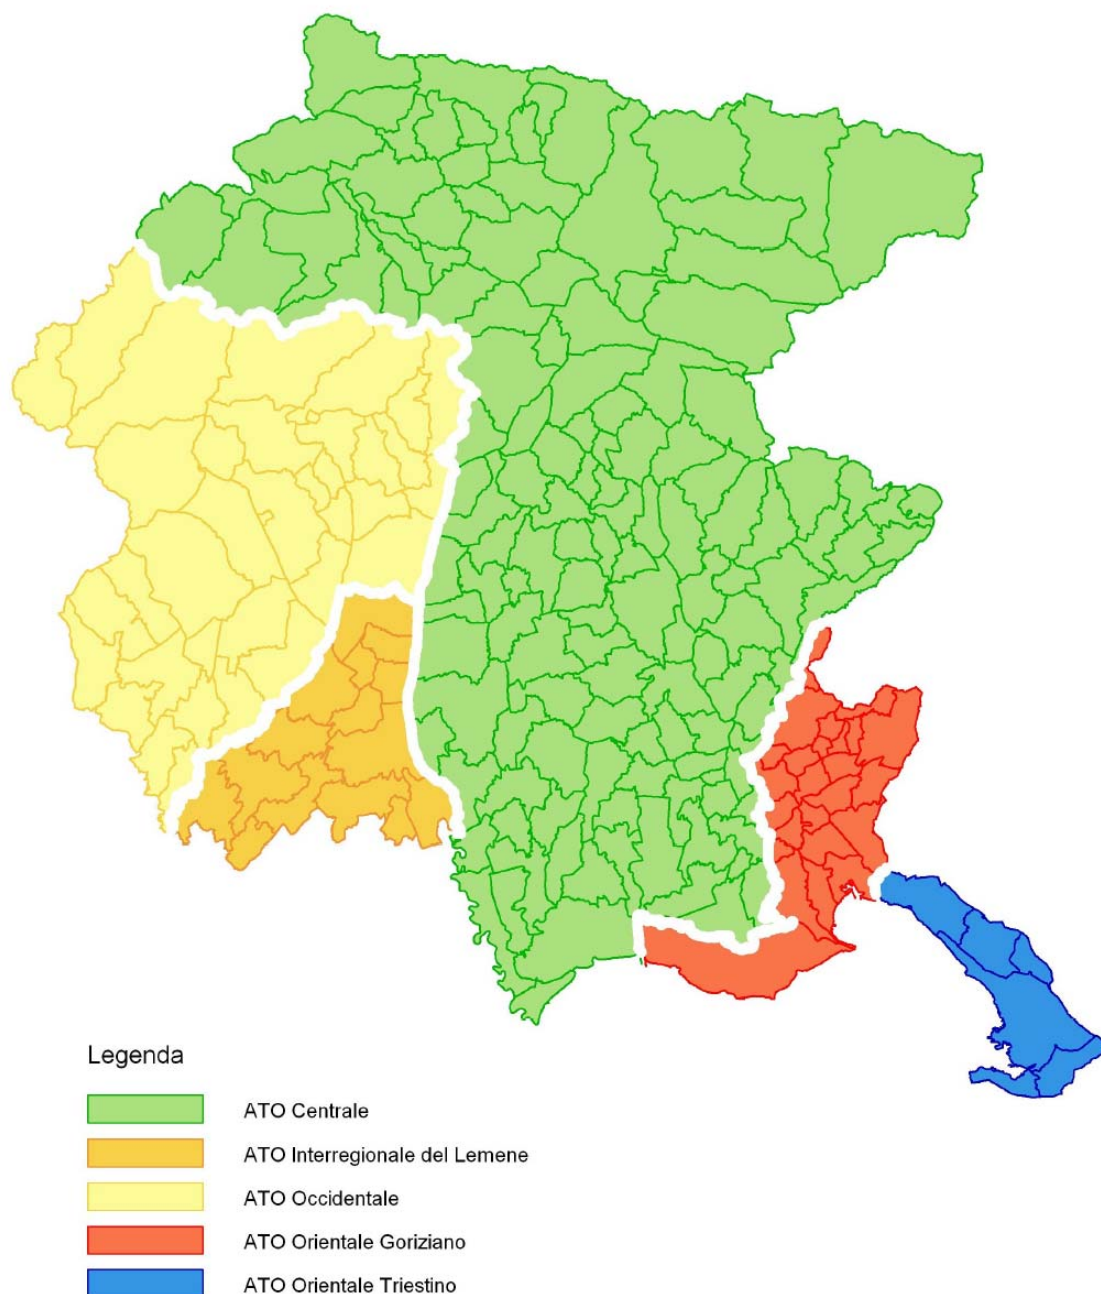 Legenda
ATO Centrale
ATO Interregionale del Lemene
ATO Occidentale
ATO Orientale Goriziano
ATO Orientale Triestino